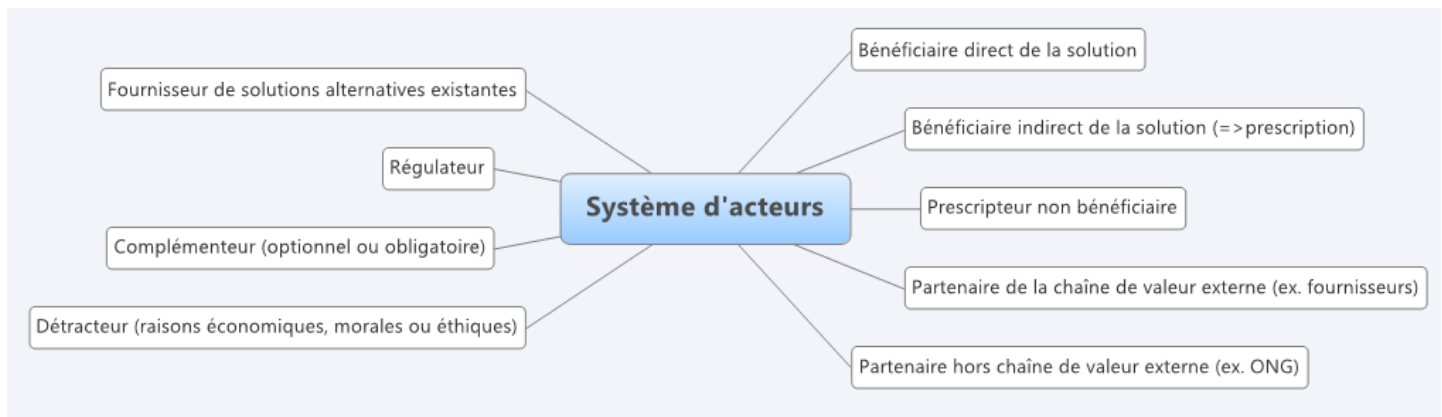 Bénéficiaire direct de la solution
Fournisseur de solutions alternatives existantes
Bénéficiaire indirect de la solution (=>prescription)
Régulateur
Système d'acteurs
Prescripteur non bénéficiaire
Complémenteur (optionnel ou obligatoire)
Partenaire de la chaîne de valeur externe (ex. fournisseurs)
Détracteur (raisons économiques, morales ou éthiques)
Partenaire hors chaîne de valeur externe (ex. ONG)